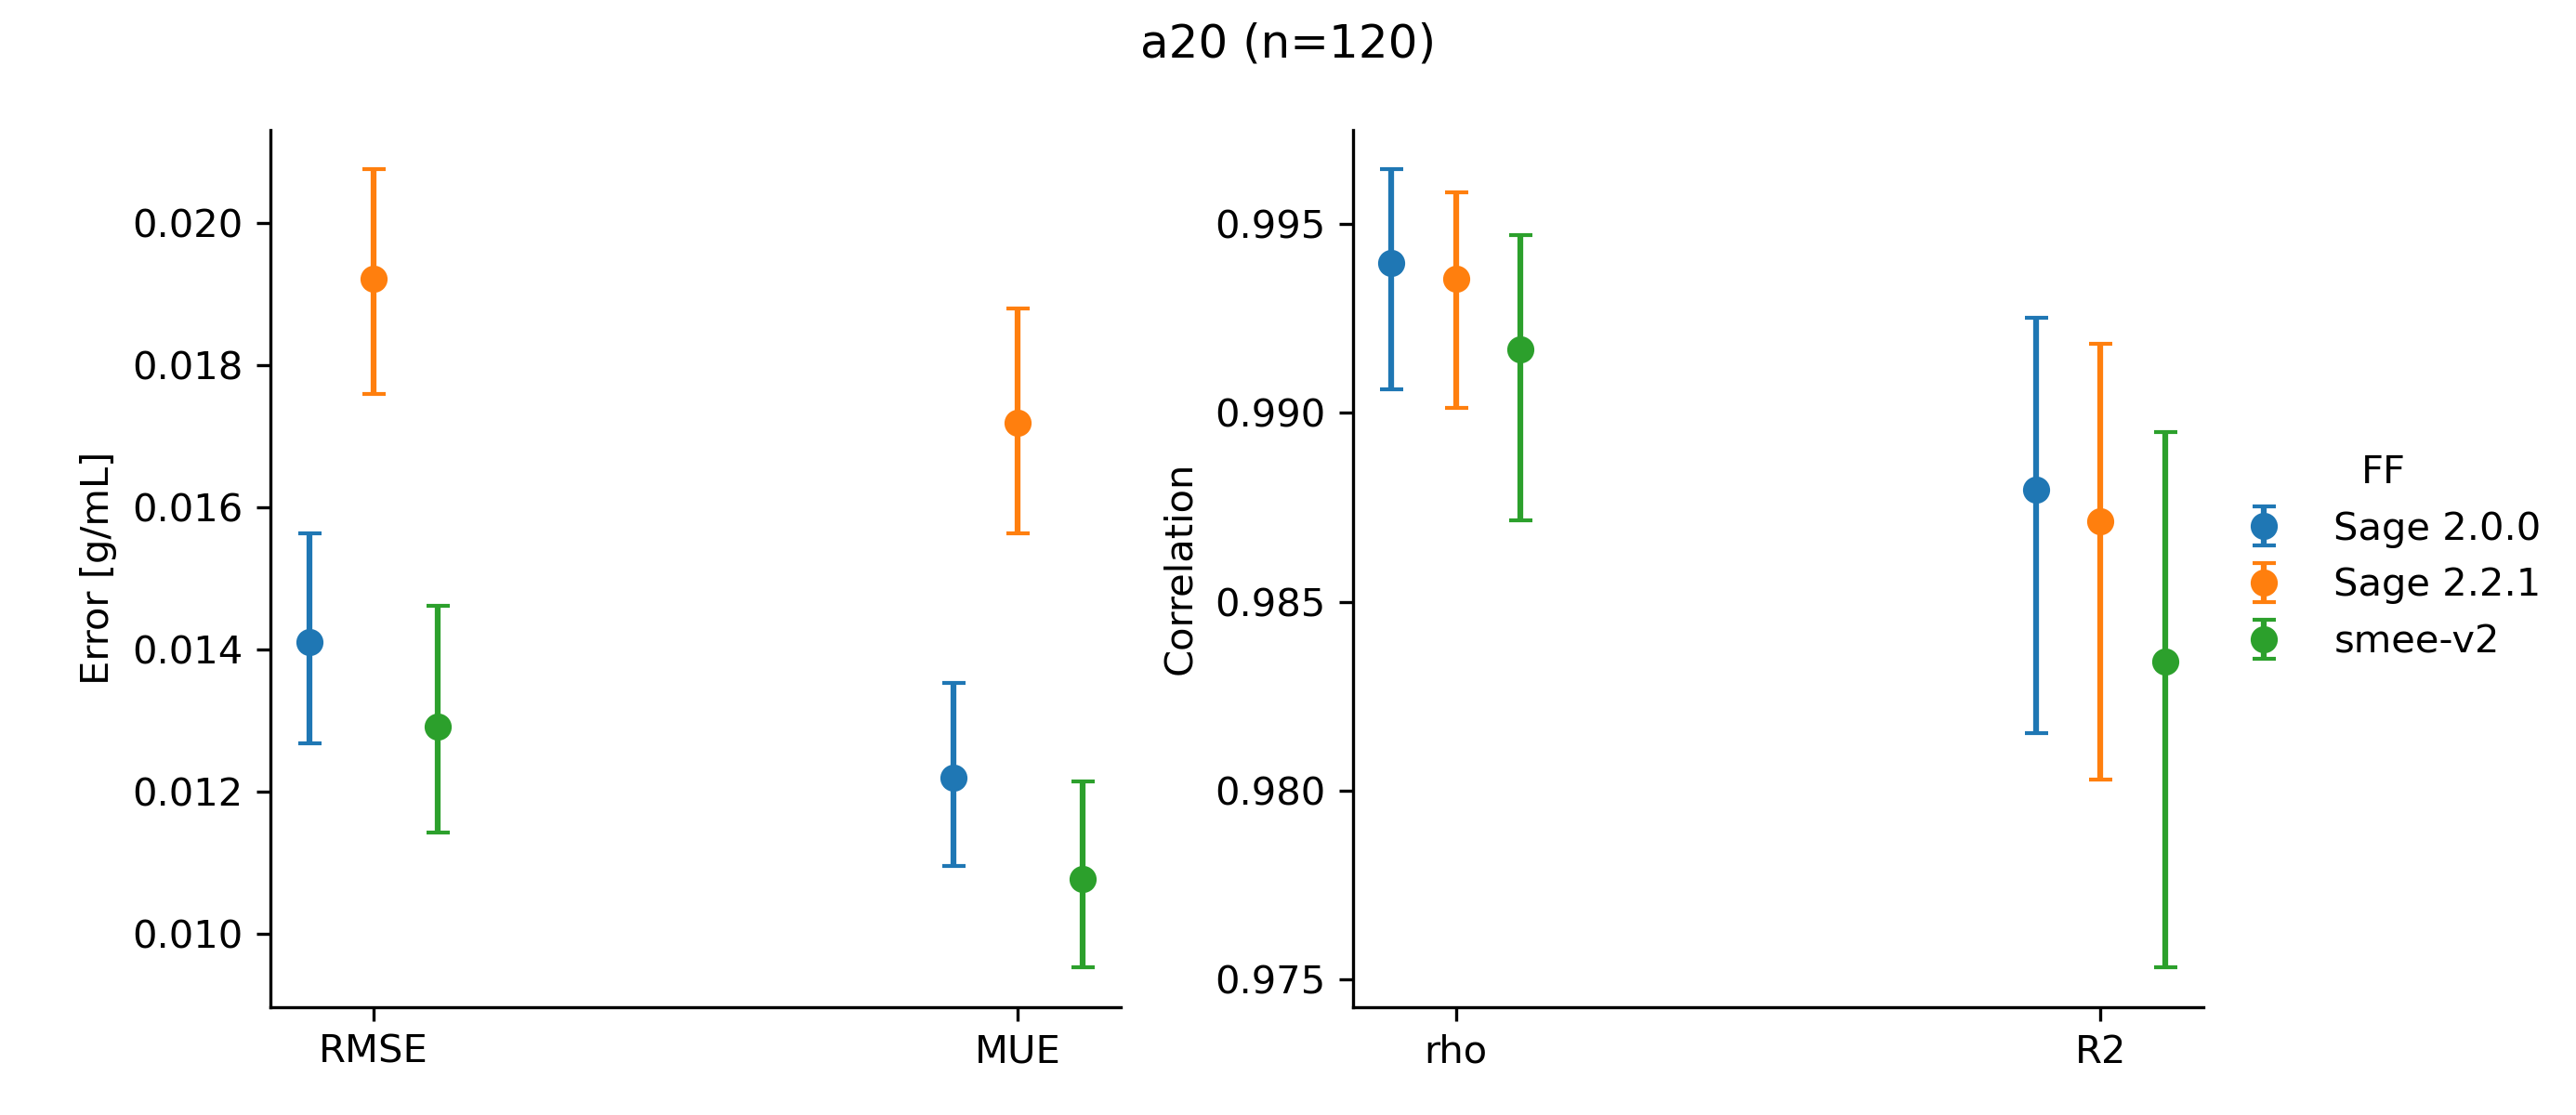 a20 (n=120)
Error [g/mL]
0.020
0.018
0.016
0.014
0.012
0.010
RMSE
MUE
Correlation
0.995
0.990
0.985
0.980
0.975
rho
R2
FF
Sage 2.0.0
Sage 2.2.1
smee-v2